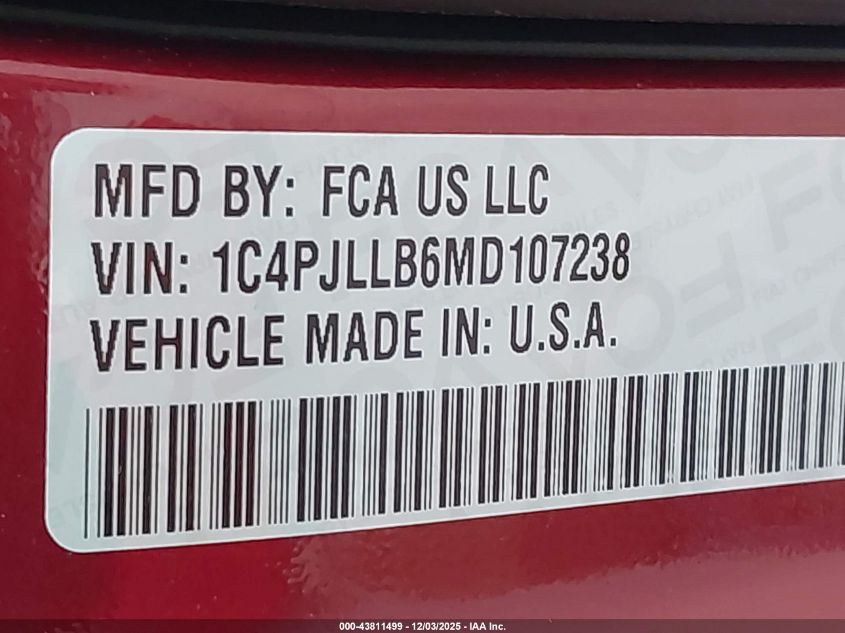 MFD BY: FCA US LLC
VIN: 1C4PJLLB6MD107238
VEHICLE MADE IN: U.S.A.
000-43811499 - 12/03/2025 - IAA Inc.